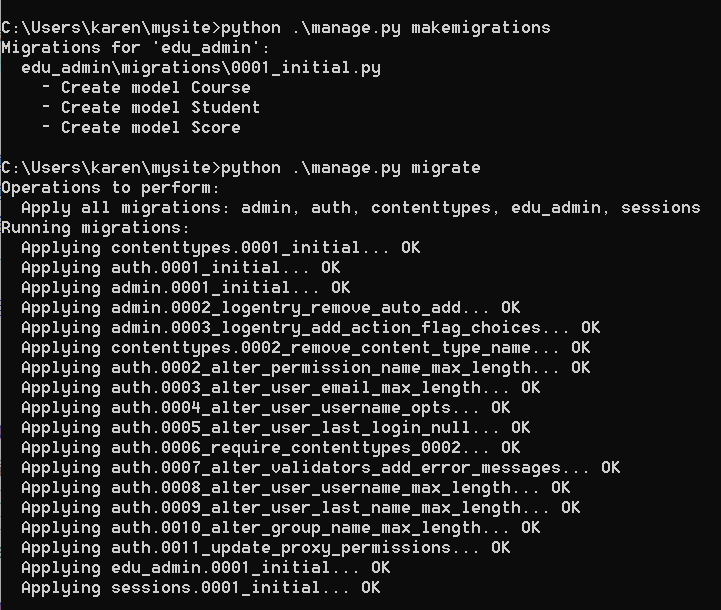 C:\Users\karen\mysite>python .\manage.py makemigrations
Migrations for 'edu_admin':
  edu_admin\migrations\0001_initial.py
    - Create model Course
    - Create model Student
    - Create model Score
C:\Users\karen\mysite>python .\manage.py migrate
Operations to perform:
  Apply all migrations: admin, auth, contenttypes, edu_admin, sessions
Running migrations:
  Applying contenttypes.0001_initial... OK
  Applying auth.0001_initial... OK
  Applying admin.0001_initial... OK
  Applying admin.0002_logentry_remove_auto_add... OK
  Applying admin.0003_logentry_add_action_flag_choices... OK
  Applying contenttypes.0002_remove_content_type_name... OK
  Applying auth.0002_alter_permission_name_max_length... OK
  Applying auth.0003_alter_user_email_max_length... OK
  Applying auth.0004_alter_user_username_opts... OK
  Applying auth.0005_alter_user_last_login_null... OK
  Applying auth.0006_require_contenttypes_0002... OK
  Applying auth.0007_alter_validators_add_error_messages... OK
  Applying auth.0008_alter_user_username_max_length... OK
  Applying auth.0009_alter_user_last_name_max_length... OK
  Applying auth.0010_alter_group_name_max_length... OK
  Applying auth.0011_update_proxy_permissions... OK
  Applying edu_admin.0001_initial... OK
  Applying sessions.0001_initial... OK